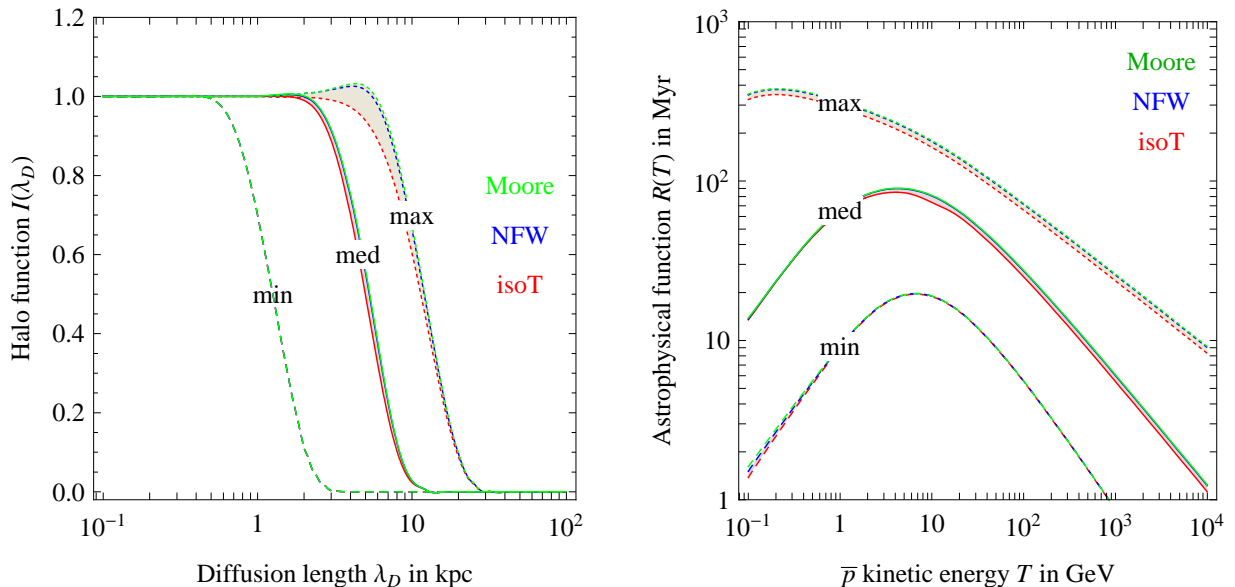 Halo function I(λ_D)
1.2
1.0
0.8
0.6
0.4
0.2
0.0
Moore
NFW
isoT
max
med
min
10⁻¹ 1 10 10²
Diffusion length λ_D in kpc
Astrophysical function R(T) in Myr
10³
10²
10
1
Moore
NFW
isoT
max
med
min
10⁻¹ 1 10 10² 10³ 10⁴
p̅ kinetic energy T in GeV